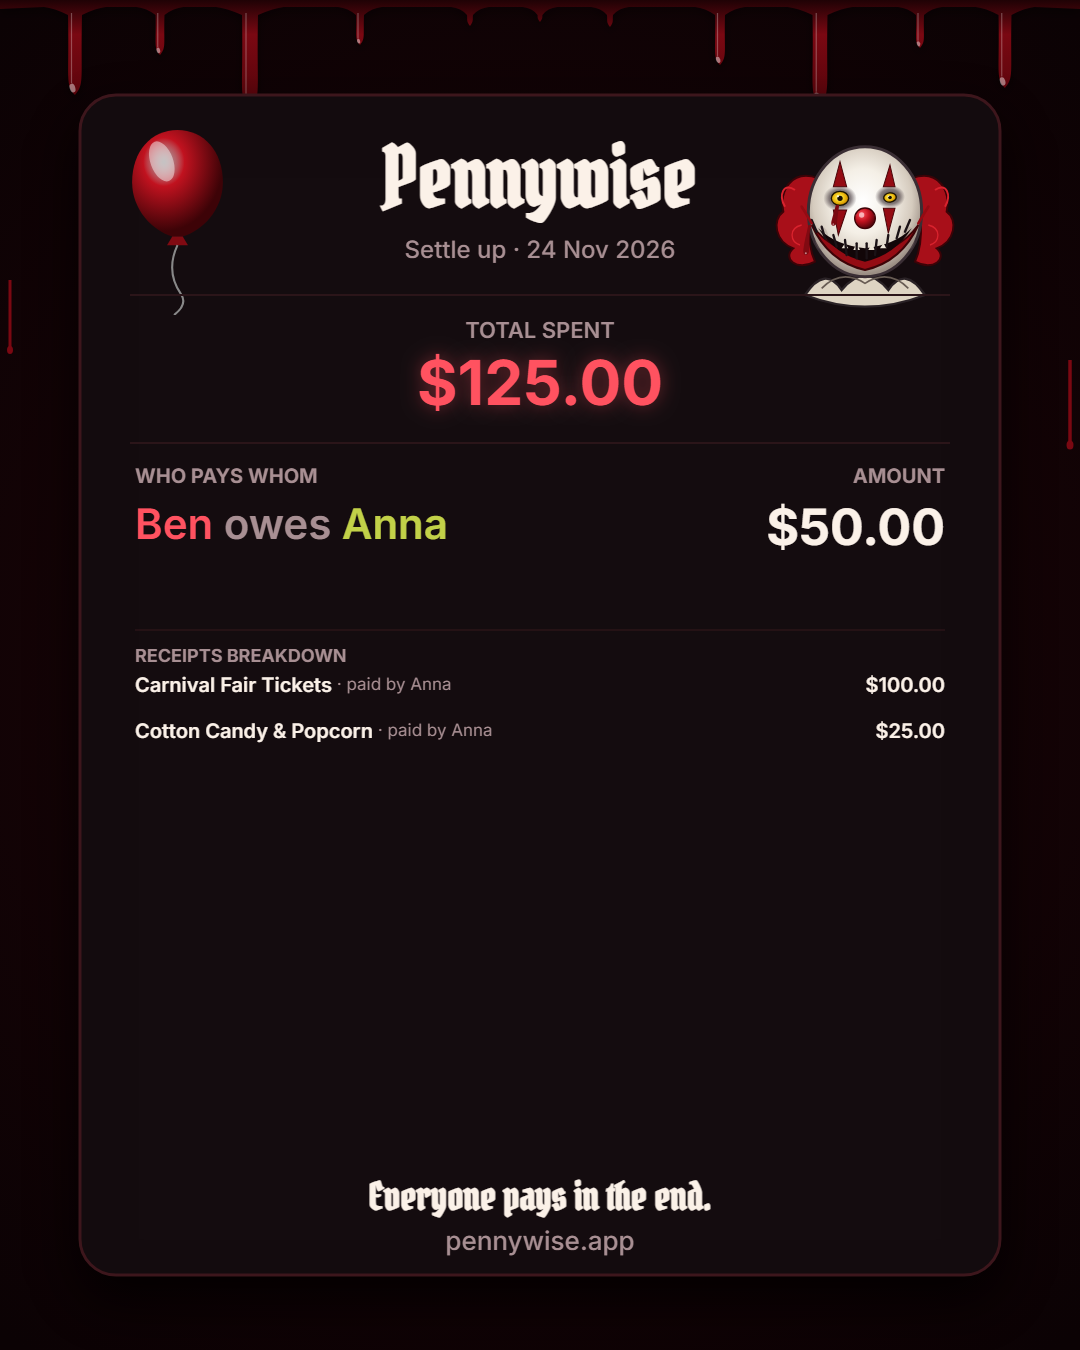 Pennywise
Settle up · 24 Nov 2026
TOTAL SPENT
$125.00
WHO PAYS WHOM AMOUNT
Ben owes Anna $50.00
RECEIPTS BREAKDOWN
Carnival Fair Tickets · paid by Anna $100.00
Cotton Candy & Popcorn · paid by Anna $25.00
Everyone pays in the end.
pennywise.app